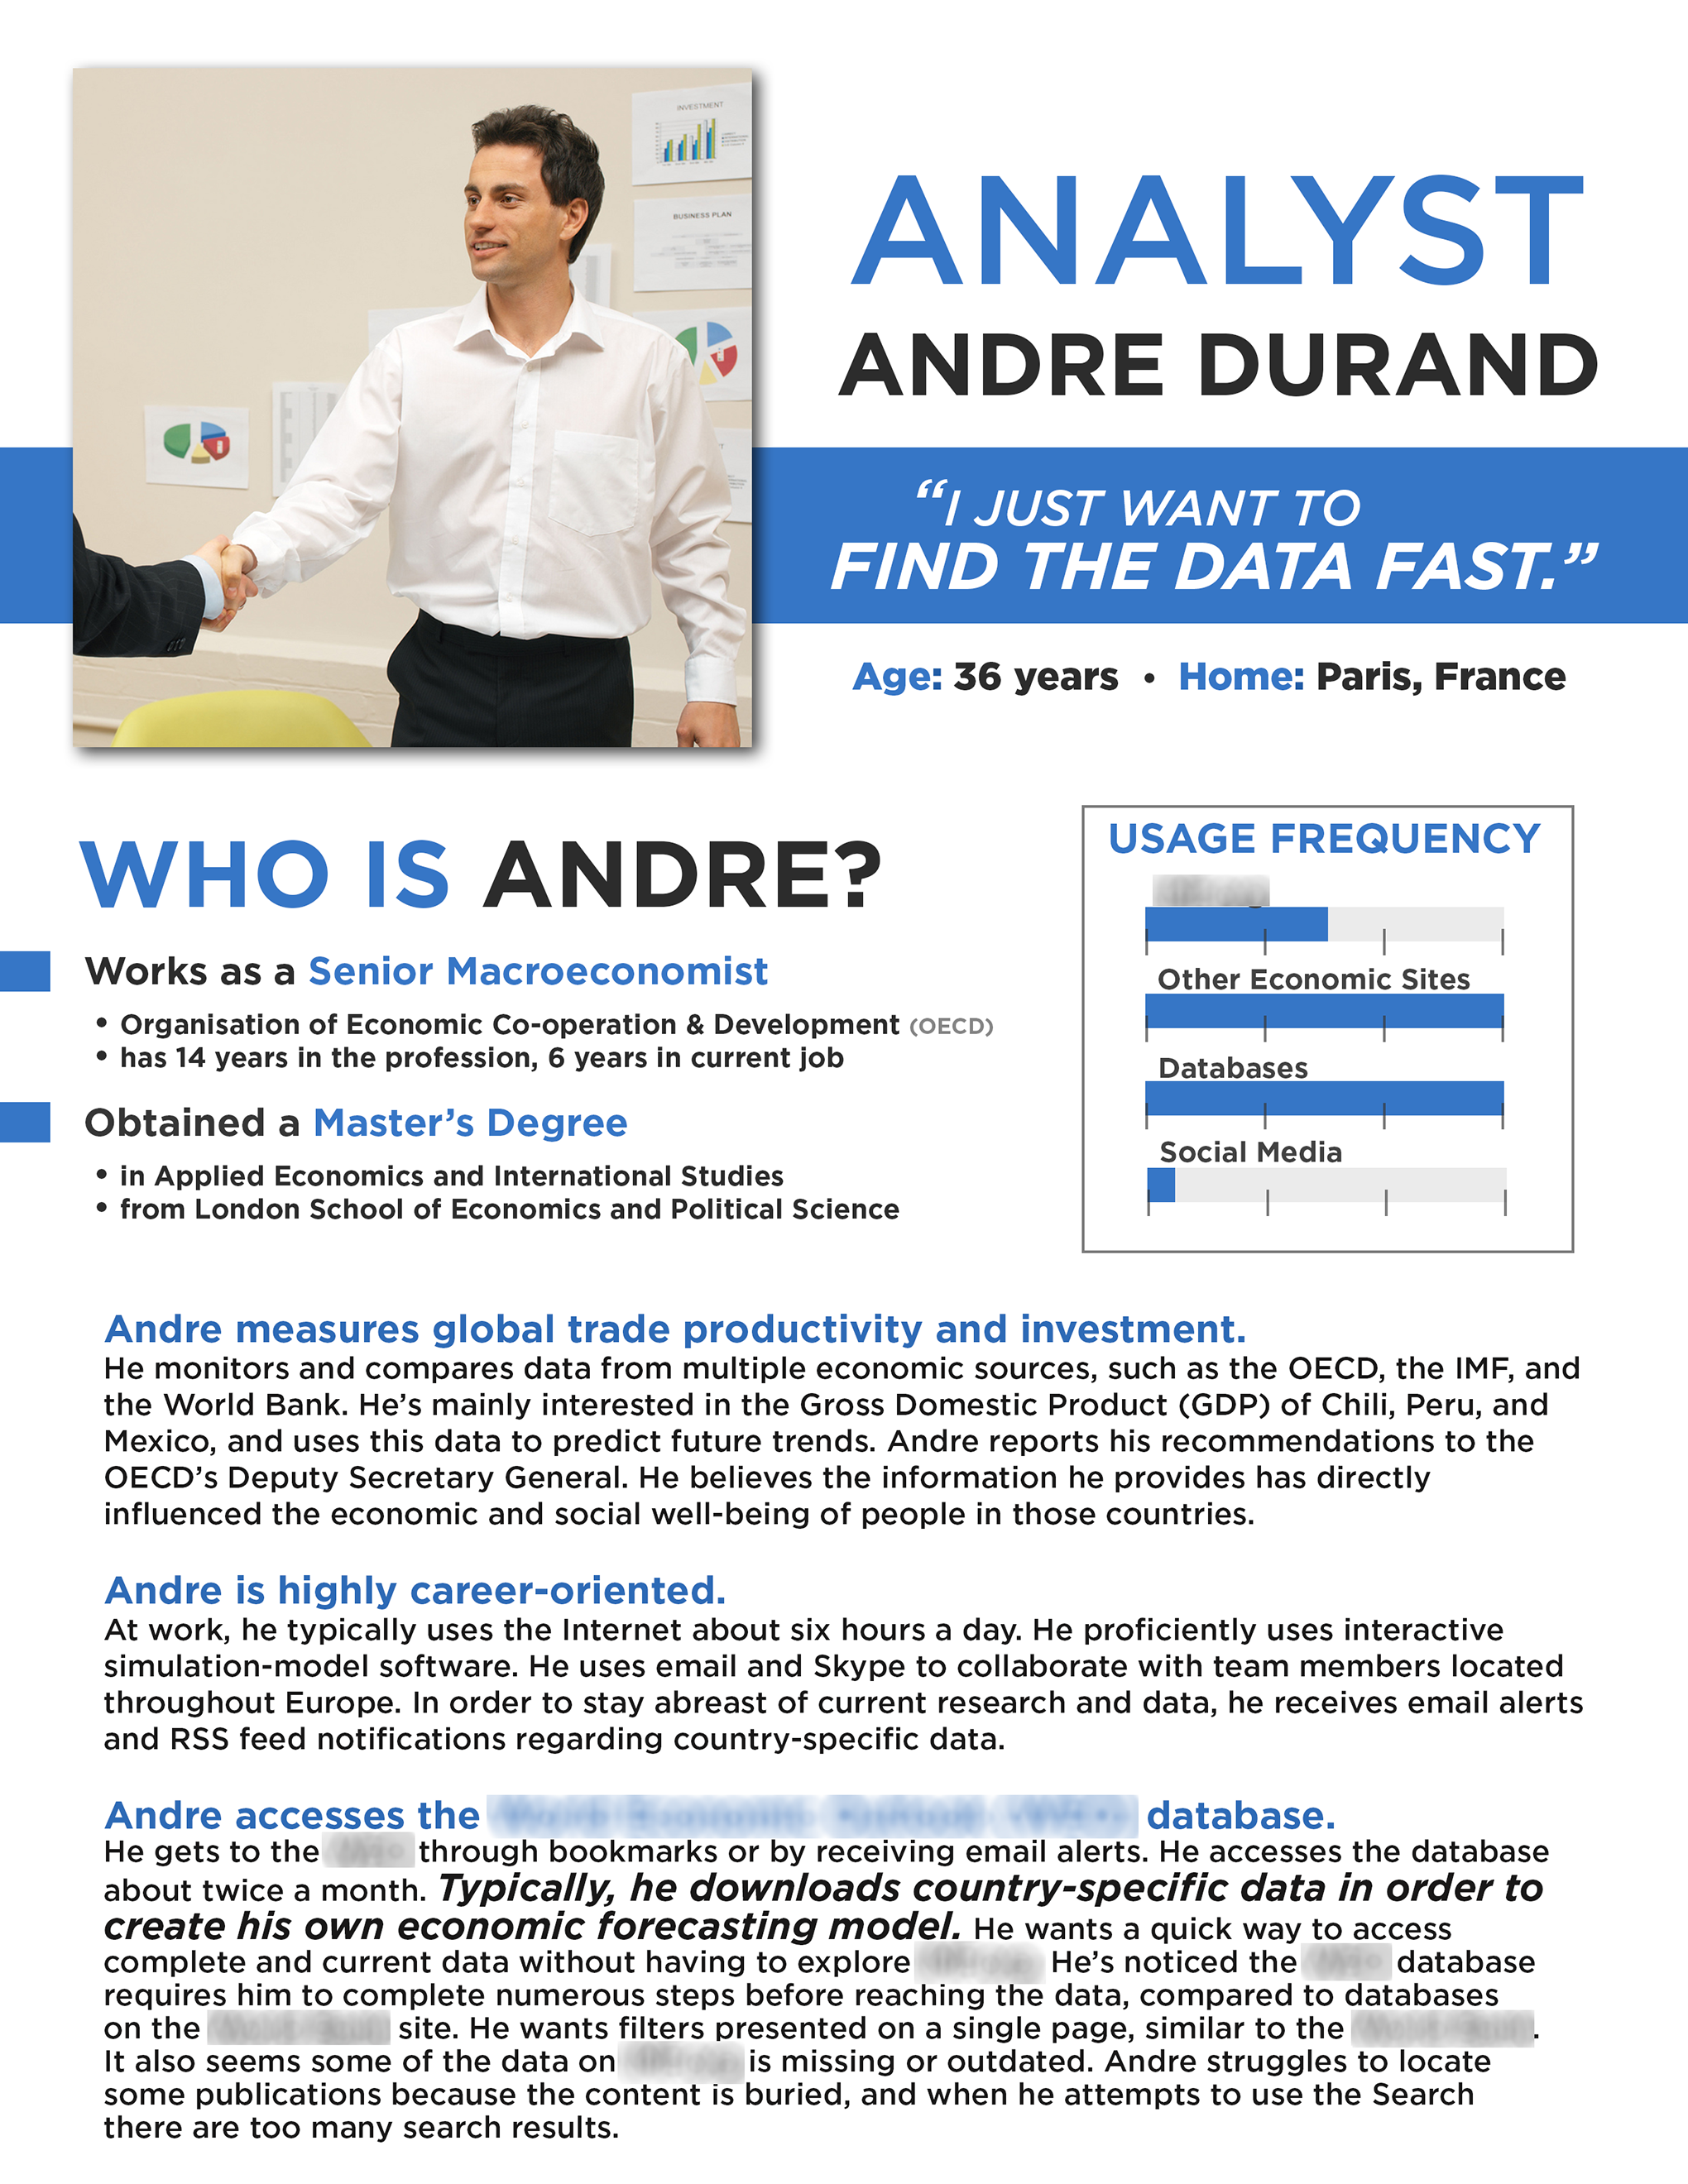 INVESTMENT
BUSINESS PLAN
ANALYST
ANDRE DURAND
“I JUST WANT TO
FIND THE DATA FAST.”
Age: 36 years • Home: Paris, France
WHO IS ANDRE?
Works as a Senior Macroeconomist
• Organisation of Economic Co-operation & Development (OECD)
• has 14 years in the profession, 6 years in current job
Obtained a Master’s Degree
• in Applied Economics and International Studies
• from London School of Economics and Political Science
USAGE FREQUENCY
Other Economic Sites
Databases
Social Media
Andre measures global trade productivity and investment.
He monitors and compares data from multiple economic sources, such as the OECD, the IMF, and
the World Bank. He’s mainly interested in the Gross Domestic Product (GDP) of Chili, Peru, and
Mexico, and uses this data to predict future trends. Andre reports his recommendations to the
OECD’s Deputy Secretary General. He believes the information he provides has directly
influenced the economic and social well-being of people in those countries.
Andre is highly career-oriented.
At work, he typically uses the Internet about six hours a day. He proficiently uses interactive
simulation-model software. He uses email and Skype to collaborate with team members located
throughout Europe. In order to stay abreast of current research and data, he receives email alerts
and RSS feed notifications regarding country-specific data.
Andre accesses the database.
He gets to the through bookmarks or by receiving email alerts. He accesses the database
about twice a month. Typically, he downloads country-specific data in order to
create his own economic forecasting model. He wants a quick way to access
complete and current data without having to explore He’s noticed the database
requires him to complete numerous steps before reaching the data, compared to databases
on the site. He wants filters presented on a single page, similar to the .
It also seems some of the data on is missing or outdated. Andre struggles to locate
some publications because the content is buried, and when he attempts to use the Search
there are too many search results.